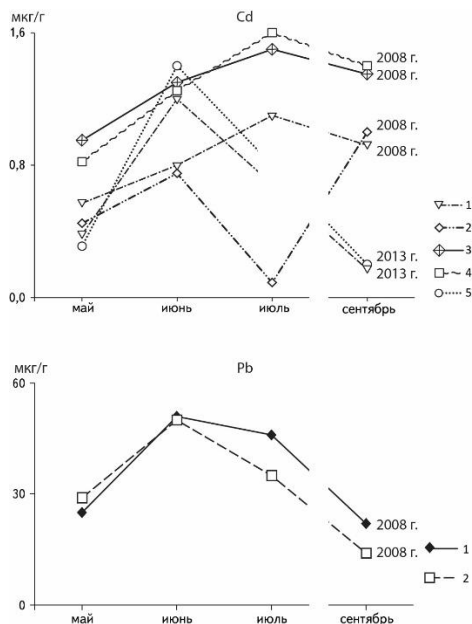 мкг/г
Cd
1,6
0,8
0,0
2008 г.
2008 г.
2008 г.
2008 г.
2013 г.
2013 г.
1
2
3
4
5
май
июнь
июль
сентябрь
мкг/г
Pb
60
30
0
2008 г.
2008 г.
1
2
май
июнь
июль
сентябрь